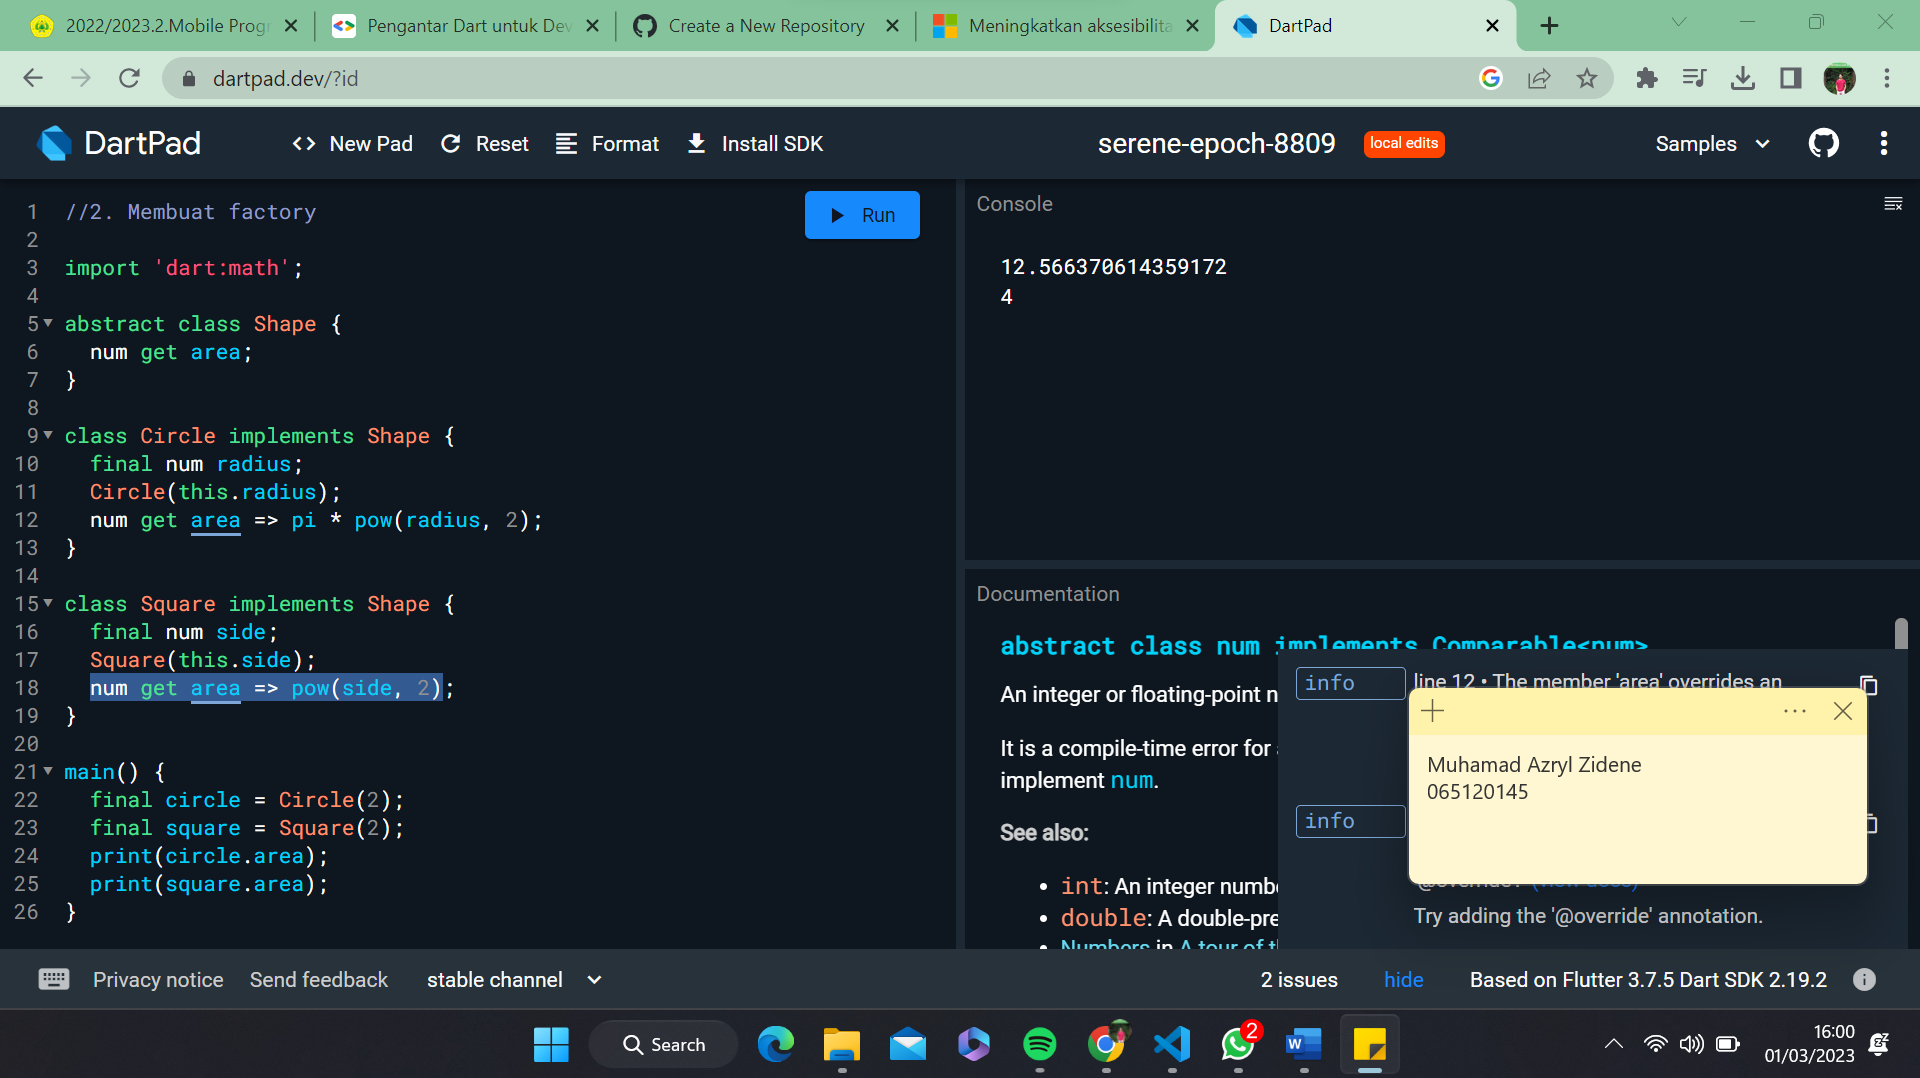 2022/2023.2.Mobile Progr
Pengantar Dart untuk Dev
Create a New Repository
Meningkatkan aksesibilita
DartPad
dartpad.dev/?id
DartPad
New Pad
Reset
Format
Install SDK
serene-epoch-8809
local edits
Samples
1 //2. Membuat factory
2
3 import 'dart:math';
4
5 abstract class Shape {
6 num get area;
7 }
8
9 class Circle implements Shape {
10 final num radius;
11 Circle(this.radius);
12 num get area => pi * pow(radius, 2);
13 }
14
15 class Square implements Shape {
16 final num side;
17 Square(this.side);
18 num get area => pow(side, 2);
19 }
20
21 main() {
22 final circle = Circle(2);
23 final square = Square(2);
24 print(circle.area);
25 print(square.area);
26 }
Run
Console
12.566370614359172
4
Documentation
abstract class num implements Comparable<num>
An integer or floating-point n
It is a compile-time error for
implement num.
See also:
• int: An integer numb
• double: A double-pre
• Numbers in A tour of t
info
line 12 • The member 'area' overrides an
info
Try adding the '@override' annotation.
Muhamad Azryl Zidene
065120145
Privacy notice
Send feedback
stable channel
2 issues
hide
Based on Flutter 3.7.5 Dart SDK 2.19.2
Search
2
16:00
01/03/2023